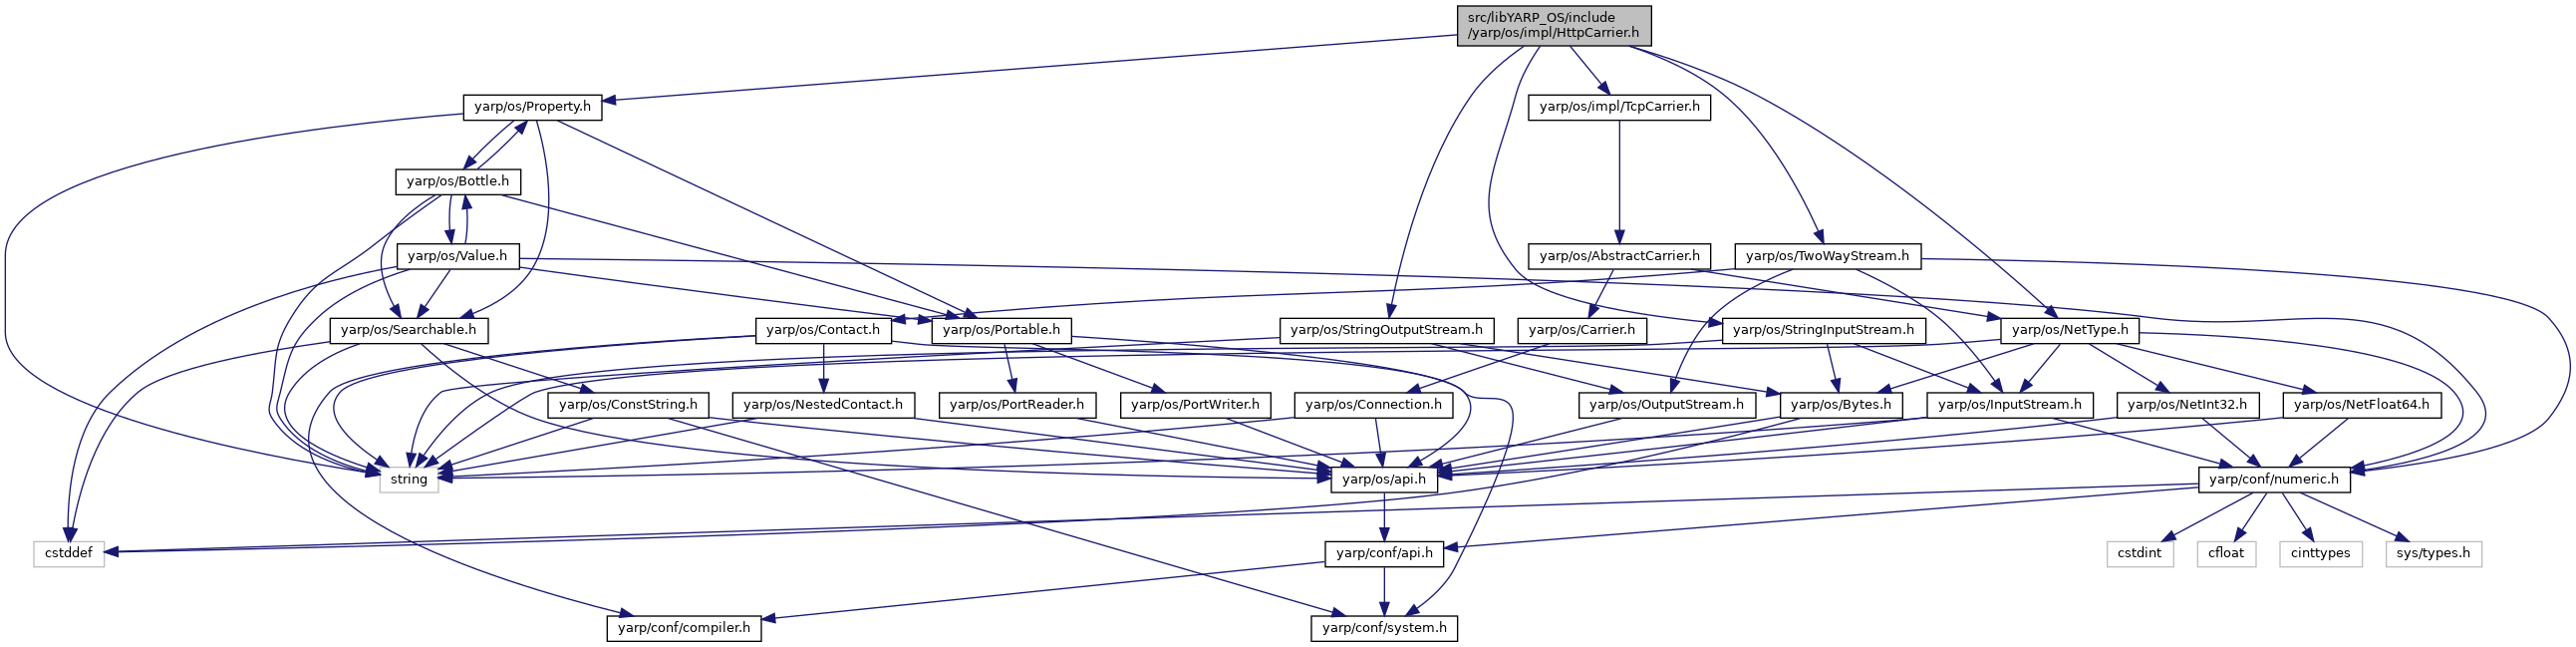 src/libYARP_OS/include
/yarp/os/impl/HttpCarrier.h
yarp/os/Property.h
yarp/os/impl/TcpCarrier.h
yarp/os/Bottle.h
yarp/os/Value.h
yarp/os/AbstractCarrier.h
yarp/os/TwoWayStream.h
yarp/os/Searchable.h
yarp/os/Contact.h
yarp/os/Portable.h
yarp/os/StringOutputStream.h
yarp/os/Carrier.h
yarp/os/StringInputStream.h
yarp/os/NetType.h
yarp/os/ConstString.h
yarp/os/NestedContact.h
yarp/os/PortReader.h
yarp/os/PortWriter.h
yarp/os/Connection.h
yarp/os/OutputStream.h
yarp/os/Bytes.h
yarp/os/InputStream.h
yarp/os/NetInt32.h
yarp/os/NetFloat64.h
string
yarp/os/api.h
yarp/conf/numeric.h
cstddef
yarp/conf/api.h
cstdint
cfloat
cinttypes
sys/types.h
yarp/conf/compiler.h
yarp/conf/system.h